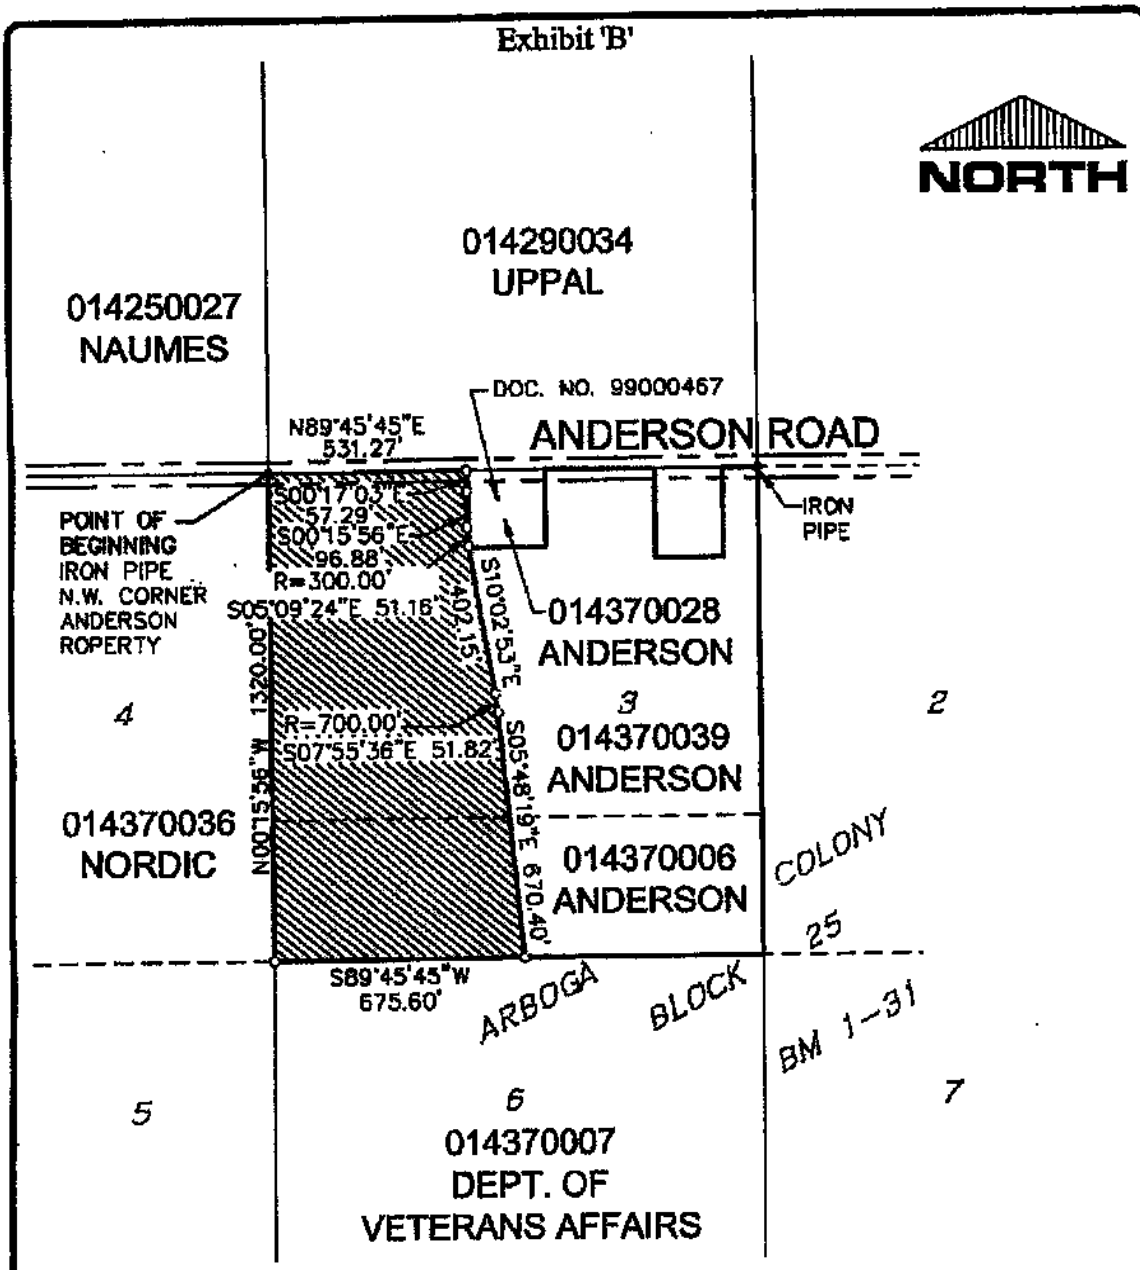 Exhibit 'B'
NORTH
014290034
UPPAL
014250027
NAUMES
DOC. NO. 99000467
N89°45'45"E
531.27'
ANDERSON ROAD
S00°17'03"E
57.29'
S00°15'56"E
96.88'
R=300.00'
S05°09'24"E 51.16'
POINT OF
BEGINNING
IRON PIPE
N.W. CORNER
ANDERSON
ROPERTY
IRON
PIPE
S10°02'53"E
402.15'
014370028
ANDERSON
4
3
2
R=700.00'
S07°55'36"E 51.82'
014370039
ANDERSON
N00°15'56"W 1320.00'
S05°48'19"E 670.40'
014370036
NORDIC
014370006
ANDERSON
COLONY
25
S89°45'45"W
675.60'
ARBOGA
BLOCK
BM 1-31
5
6
7
014370007
DEPT. OF
VETERANS AFFAIRS